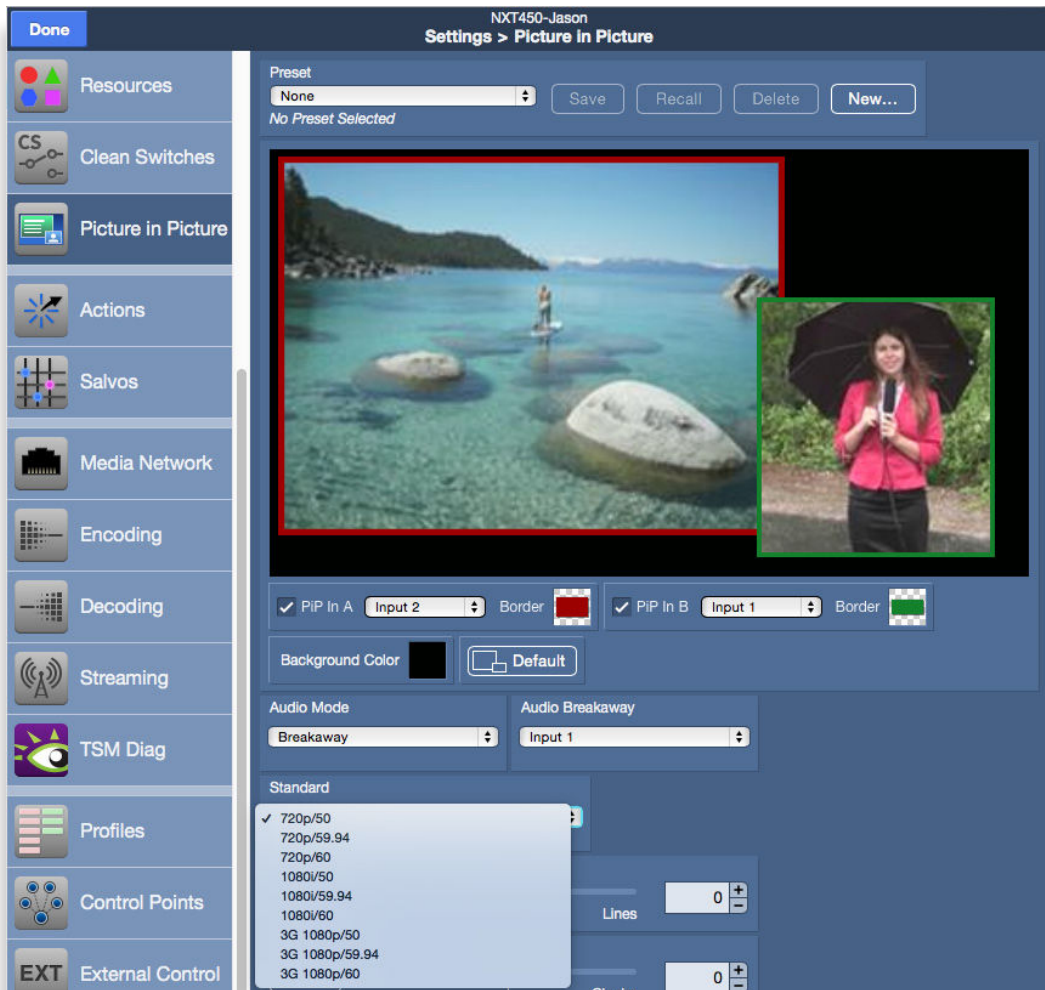 Done
NXT450-Jason
Settings > Picture in Picture
Resources
CS
Clean Switches
Picture in Picture
Actions
Salvos
Media Network
Encoding
Decoding
Streaming
TSM Diag
Profiles
Control Points
EXT
External Control
Preset
None
Save
Recall
Delete
New...
No Preset Selected
PiP In A
Input 2
Border
PiP In B
Input 1
Border
Background Color
Default
Audio Mode
Audio Breakaway
Breakaway
Input 1
Standard
✓ 720p/50
720p/59.94
720p/60
1080i/50
1080i/59.94
1080i/60
3G 1080p/50
3G 1080p/59.94
3G 1080p/60
Lines
0
+
−
0
+
−